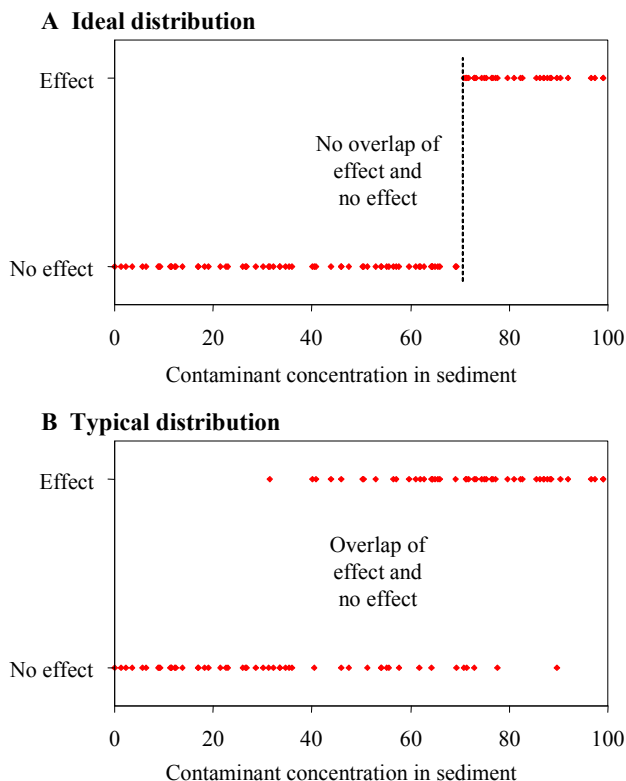 A Ideal distribution
Effect
No overlap of
effect and
no effect
No effect
0 20 40 60 80 100
Contaminant concentration in sediment
B Typical distribution
Effect
Overlap of
effect and
no effect
No effect
0 20 40 60 80 100
Contaminant concentration in sediment